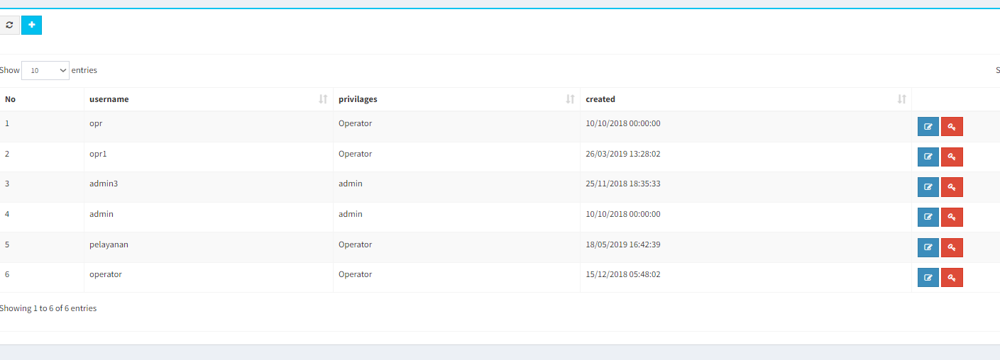 Show 10 entries S
No username privilages created
1 opr Operator 10/10/2018 00:00:00
2 opr1 Operator 26/03/2019 13:28:02
3 admin3 admin 25/11/2018 18:35:33
4 admin admin 10/10/2018 00:00:00
5 pelayanan Operator 18/05/2019 16:42:39
6 operator Operator 15/12/2018 05:48:02
Showing 1 to 6 of 6 entries